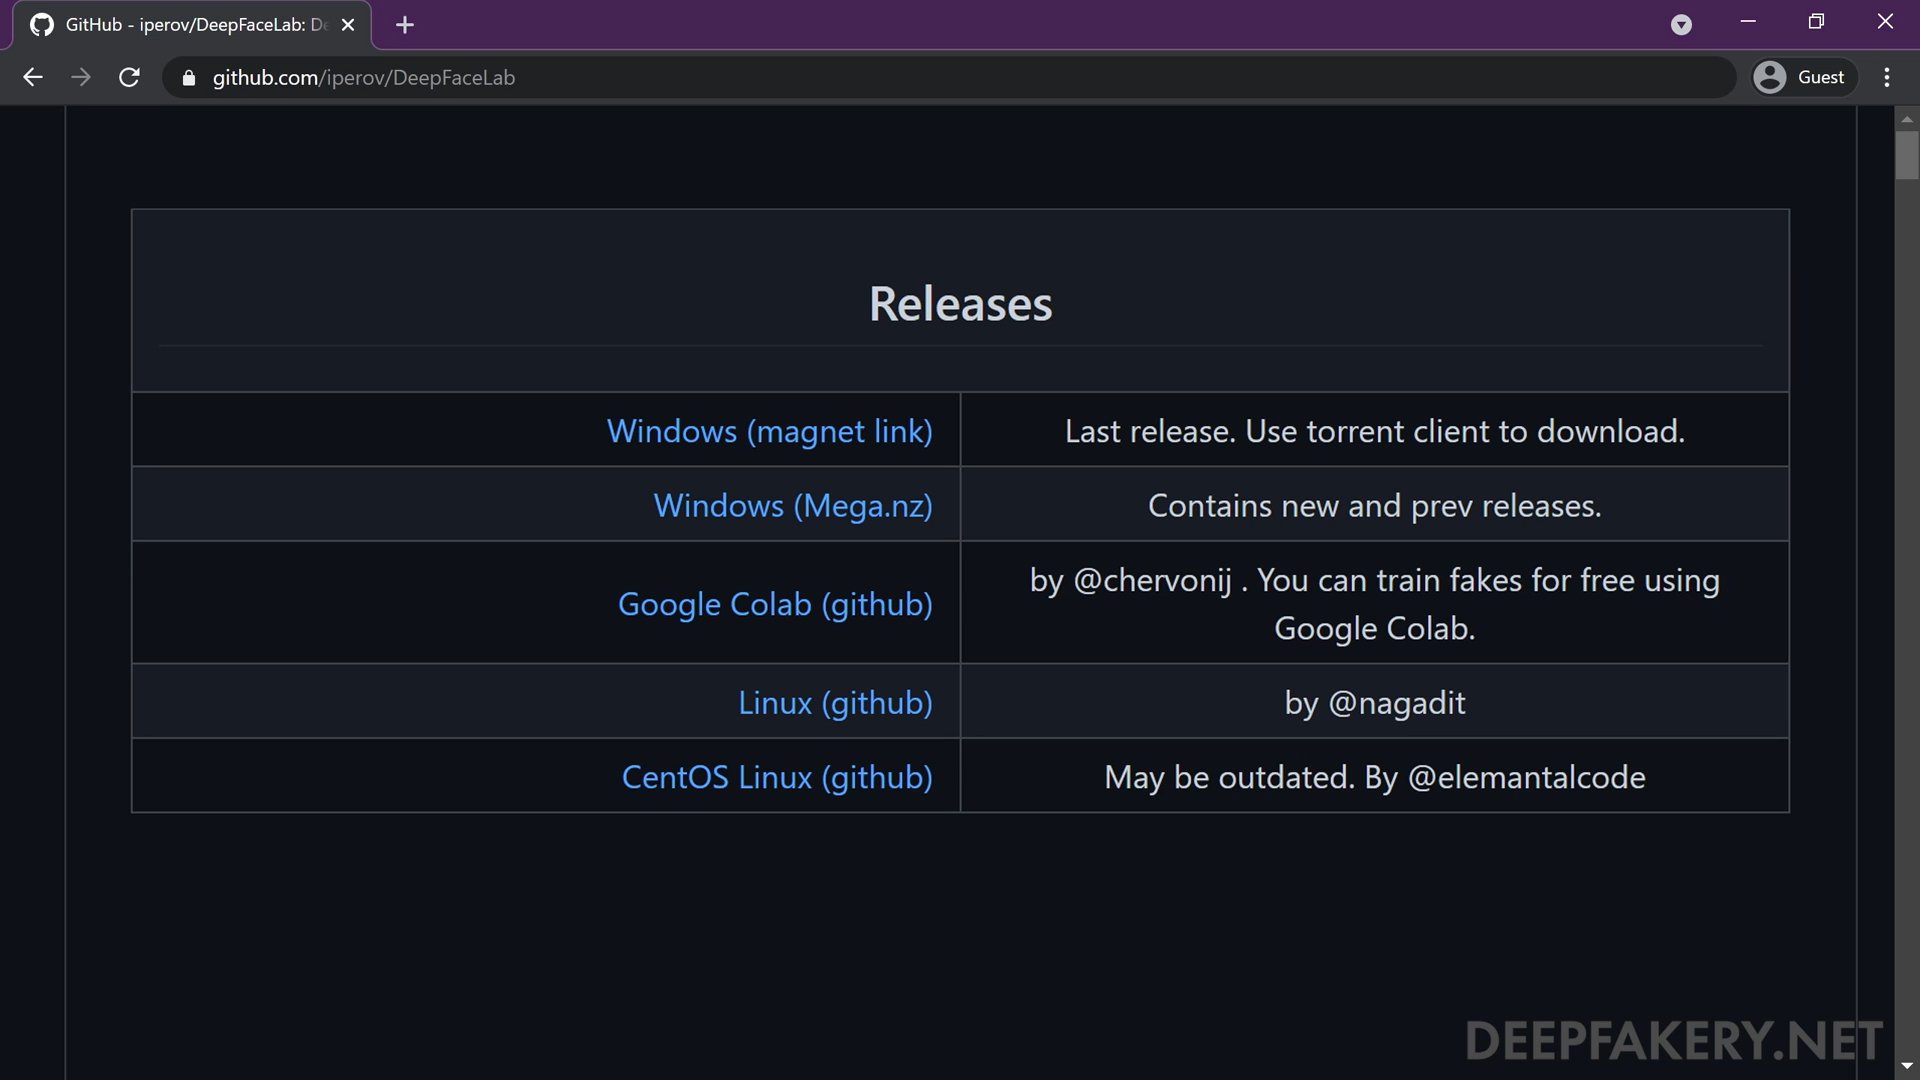 GitHub - iperov/DeepFaceLab: De
github.com/iperov/DeepFaceLab
Guest
Releases
Windows (magnet link)
Last release. Use torrent client to download.
Windows (Mega.nz)
Contains new and prev releases.
Google Colab (github)
by @chervonij . You can train fakes for free using
Google Colab.
Linux (github)
by @nagadit
CentOS Linux (github)
May be outdated. By @elemantalcode
DEEPFAKERY.NET